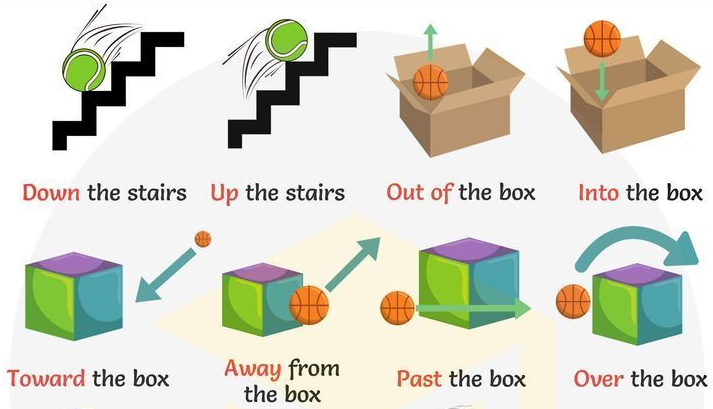 Down the stairs
Up the stairs
Out of the box
Into the box
Toward the box
Away from
the box
Past the box
Over the box